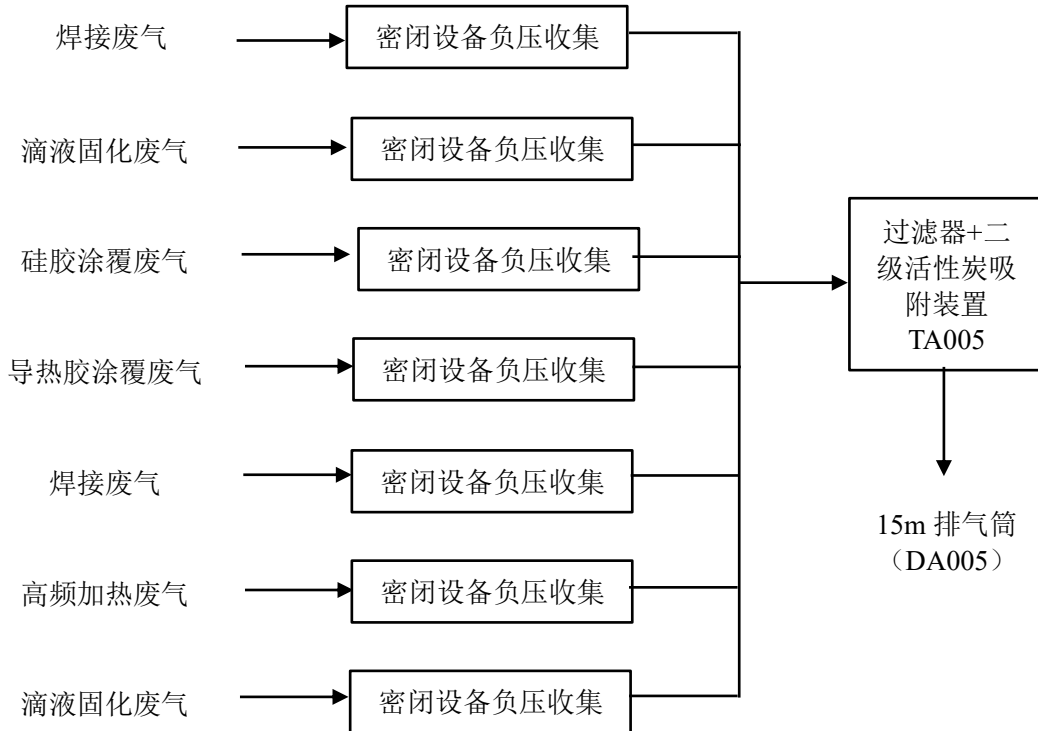 焊接废气
密闭设备负压收集
滴液固化废气
密闭设备负压收集
硅胶涂覆废气
密闭设备负压收集
导热胶涂覆废气
密闭设备负压收集
焊接废气
密闭设备负压收集
高频加热废气
密闭设备负压收集
滴液固化废气
密闭设备负压收集
过滤器+二
级活性炭吸
附装置
TA005
15m 排气筒
（DA005）